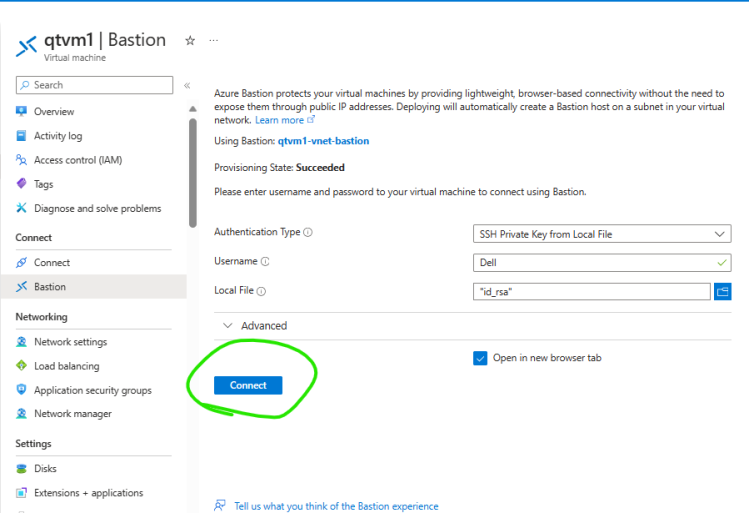 qtvm1 | Bastion ☆ ...
Virtual machine
Search
«
Overview
Activity log
Access control (IAM)
Tags
Diagnose and solve problems
Connect
Connect
Bastion
Networking
Network settings
Load balancing
Application security groups
Network manager
Settings
Disks
Extensions + applications
Azure Bastion protects your virtual machines by providing lightweight, browser-based connectivity without the need to
expose them through public IP addresses. Deploying will automatically create a Bastion host on a subnet in your virtual
network. Learn more
Using Bastion: qtvm1-vnet-bastion
Provisioning State: Succeeded
Please enter username and password to your virtual machine to connect using Bastion.
Authentication Type
SSH Private Key from Local File
Username
Dell
Local File
"id_rsa"
Advanced
Open in new browser tab
Connect
Tell us what you think of the Bastion experience